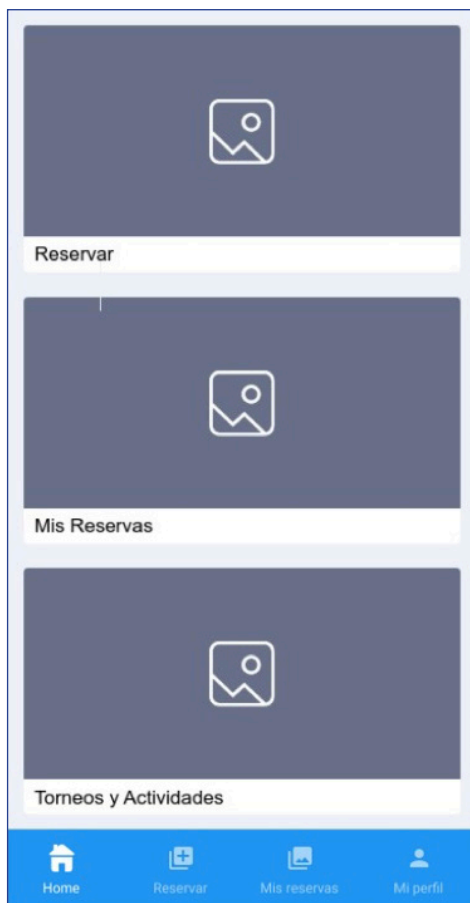 Reservar
Mis Reservas
Torneos y Actividades
Home Reservar Mis reservas Mi perfil